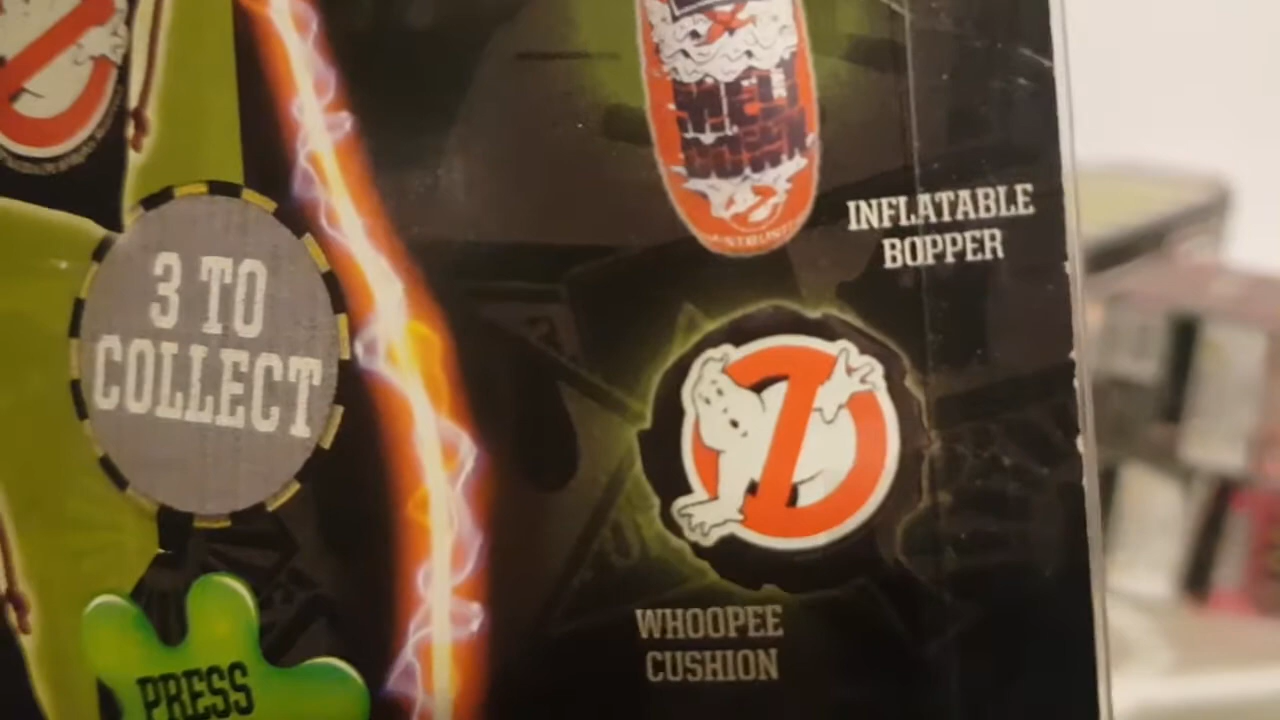 INFLATABLE
BOPPER
3 TO
COLLECT
WHOOPEE
CUSHION
PRESS